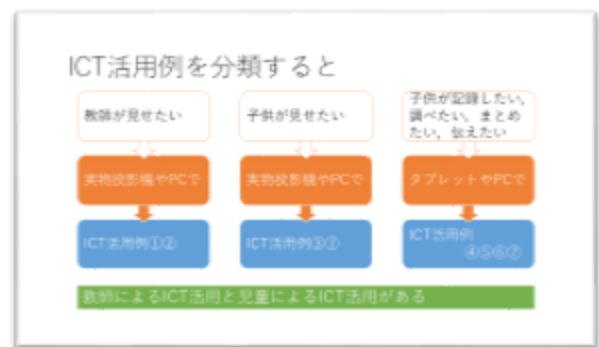 ICT活用例を分類すると
教師が見せたい
子供が見せたい
子供が記録したい,
調べたい, まとめ
たい, 伝えたい
実物投影機やPCで
実物投影機やPCで
タブレットやPCで
ICT活用例①②
ICT活用例③⑦
ICT活用例
④⑤⑥⑦
教師によるICT活用と児童によるICT活用がある